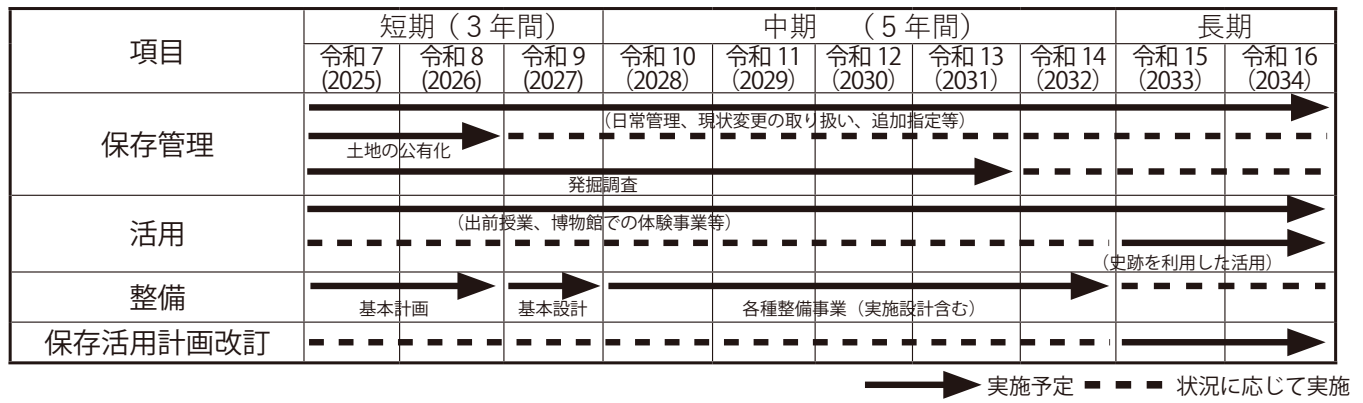 項目
短期（3年間）
中期　（5年間）
長期
令和7
(2025)
令和8
(2026)
令和9
(2027)
令和10
(2028)
令和11
(2029)
令和12
(2030)
令和13
(2031)
令和14
(2032)
令和15
(2033)
令和16
(2034)
保存管理
（日常管理、現状変更の取り扱い、追加指定等）
土地の公有化
発掘調査
活用
（出前授業、博物館での体験事業等）
（史跡を利用した活用）
整備
基本計画
基本設計
各種整備事業（実施設計含む）
保存活用計画改訂
実施予定
状況に応じて実施